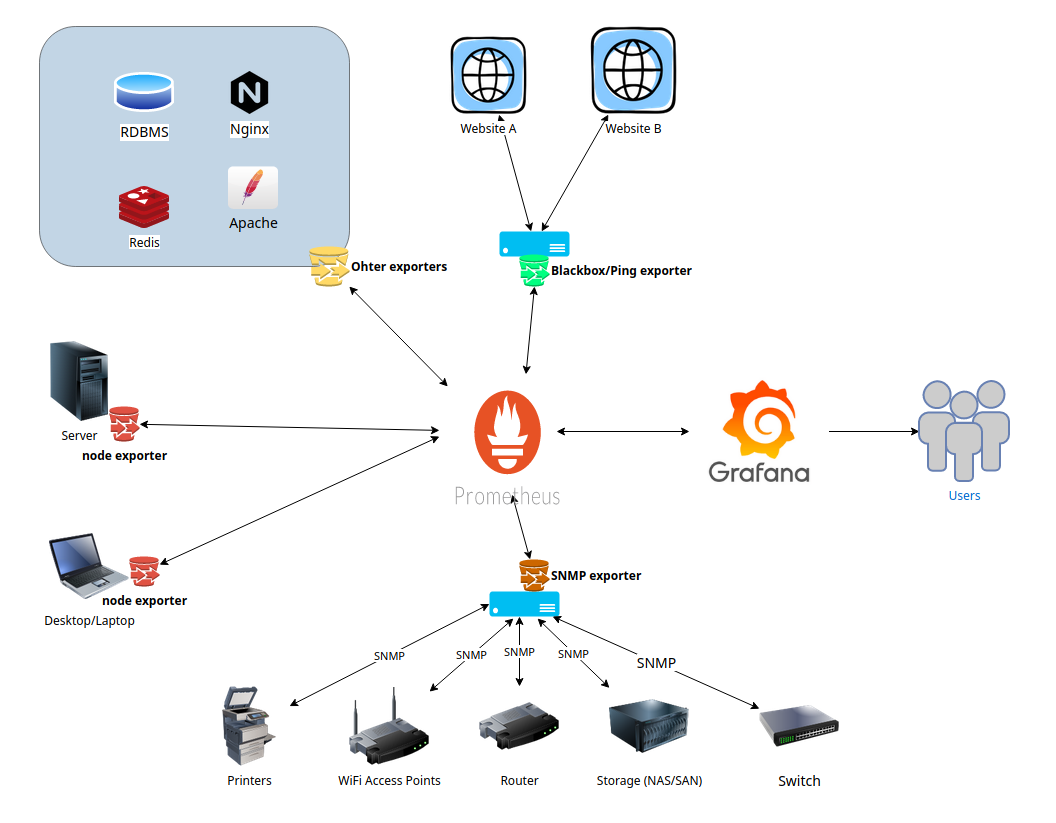 Website A
Website B
RDBMS
Nginx
Redis
Apache
Ohter exporters
Blackbox/Ping exporter
Server
node exporter
Prometheus
Grafana
Users
Desktop/Laptop
node exporter
SNMP exporter
SNMP
SNMP
SNMP
SNMP
SNMP
Printers
WiFi Access Points
Router
Storage (NAS/SAN)
Switch